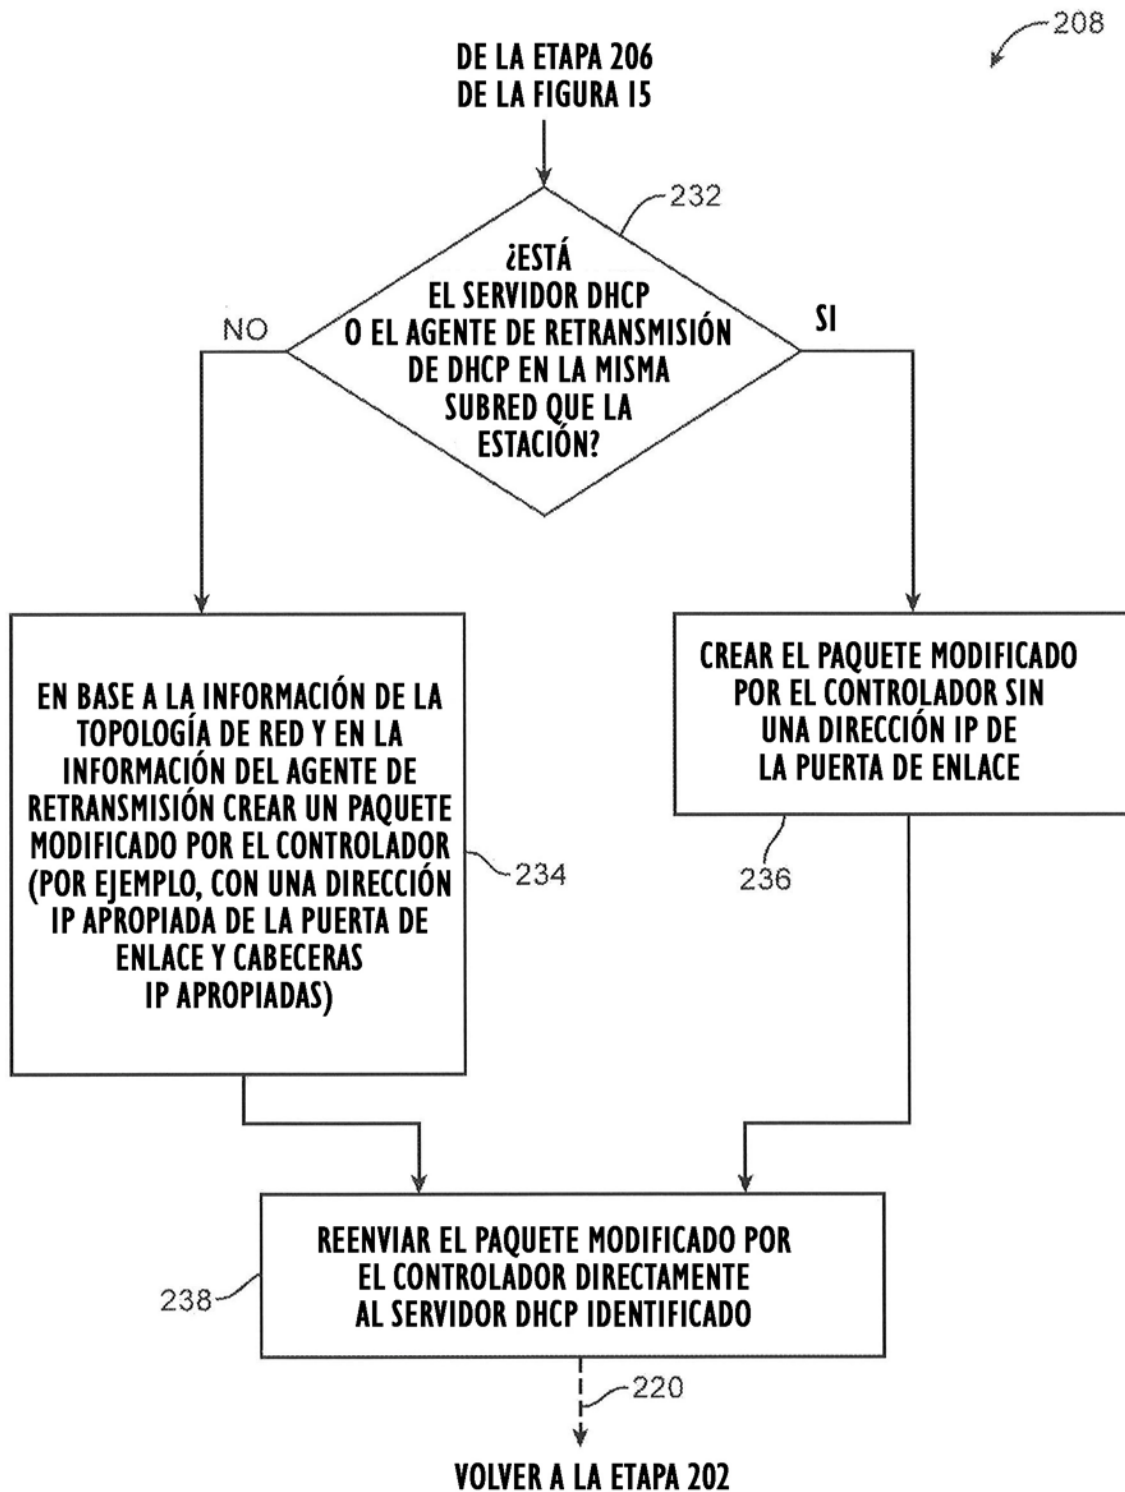 208
DE LA ETAPA 206
DE LA FIGURA 15
232
¿ESTÁ
EL SERVIDOR DHCP
O EL AGENTE DE RETRANSMISIÓN
DE DHCP EN LA MISMA
SUBRED QUE LA
ESTACIÓN?
NO
SI
EN BASE A LA INFORMACIÓN DE LA
TOPOLOGÍA DE RED Y EN LA
INFORMACIÓN DEL AGENTE DE
RETRANSMISIÓN CREAR UN PAQUETE
MODIFICADO POR EL CONTROLADOR
(POR EJEMPLO, CON UNA DIRECCIÓN
IP APROPIADA DE LA PUERTA DE
ENLACE Y CABECERAS
IP APROPIADAS)
234
CREAR EL PAQUETE MODIFICADO
POR EL CONTROLADOR SIN
UNA DIRECCIÓN IP DE
LA PUERTA DE ENLACE
236
REENVIAR EL PAQUETE MODIFICADO POR
EL CONTROLADOR DIRECTAMENTE
AL SERVIDOR DHCP IDENTIFICADO
238
220
VOLVER A LA ETAPA 202